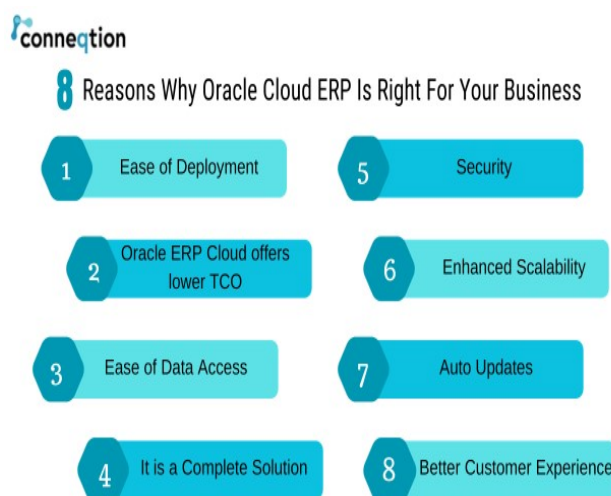 conneqtion
8 Reasons Why Oracle Cloud ERP Is Right For Your Business
1 Ease of Deployment
2 Oracle ERP Cloud offers
lower TCO
3 Ease of Data Access
4 It is a Complete Solution
5 Security
6 Enhanced Scalability
7 Auto Updates
8 Better Customer Experience